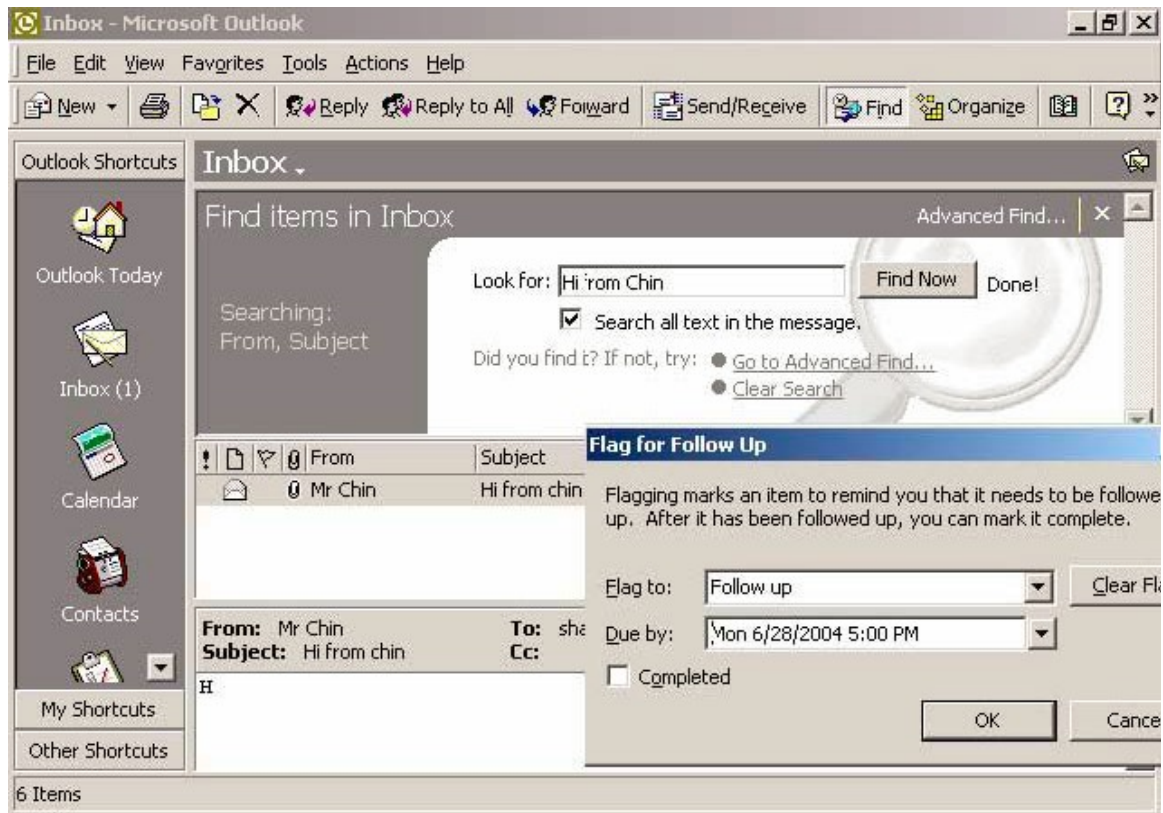 Inbox - Microsoft Outlook
File Edit View Favorites Tools Actions Help
New Reply Reply to All Forward Send/Receive Find Organize
Outlook Shortcuts
Inbox
Find items in Inbox
Advanced Find...
Outlook Today
Look for: Hi from Chin Find Now Done!
Searching:
From, Subject
Search all text in the message.
Did you find it? If not, try: Go to Advanced Find...
Clear Search
Inbox (1)
Calendar
Contacts
! From Subject
Mr Chin Hi from chin
Flag for Follow Up
Flagging marks an item to remind you that it needs to be followe
up. After it has been followed up, you can mark it complete.
Flag to: Follow up Clear Fla
Due by: Mon 6/28/2004 5:00 PM
Completed
OK Cance
From: Mr Chin To: sha
Subject: Hi from chin Cc:
H
My Shortcuts
Other Shortcuts
6 Items